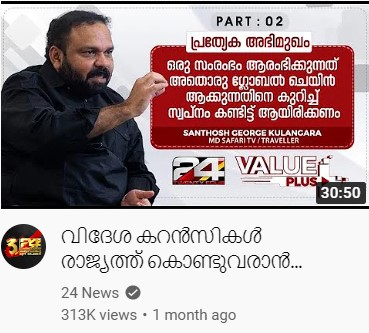 PART : 02
പ്രത്യേക അഭിമുഖം
ഒരു സംരംഭം ആരംഭിക്കുന്നത്
അതൊരു ഗ്ലോബൽ ചെയിൻ
ആക്കുന്നതിനെ കുറിച്ച്
സ്വപ്നം കണ്ടിട്ട് ആയിരിക്കണം
SANTHOSH GEORGE KULANGARA
MD SAFARI TV/ TRAVELLER
24
VALUE
PLUS
30:50
വിദേശ കറൻസികൾ
രാജ്യത്ത് കൊണ്ടുവരാൻ...
24 News
313K views • 1 month ago